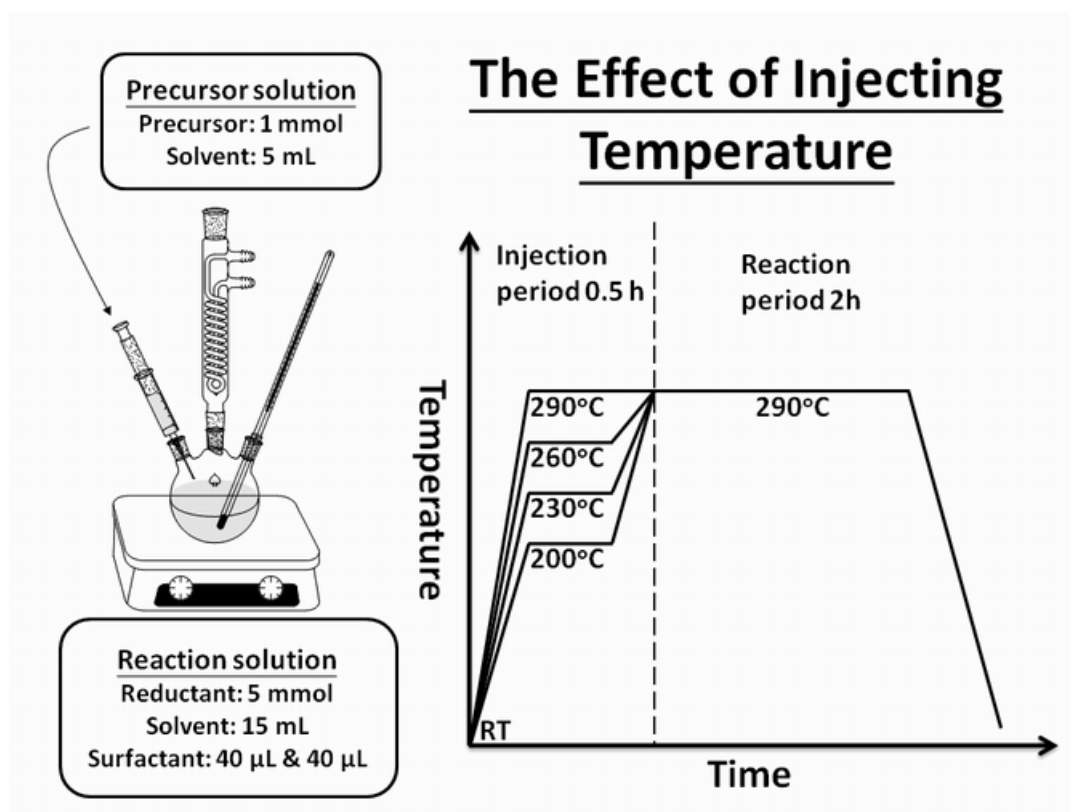 Precursor solution
Precursor: 1 mmol
Solvent: 5 mL
The Effect of Injecting
Temperature
Injection
period 0.5 h
Reaction
period 2h
Temperature
290°C
290°C
260°C
230°C
200°C
RT
Time
Reaction solution
Reductant: 5 mmol
Solvent: 15 mL
Surfactant: 40 µL & 40 µL